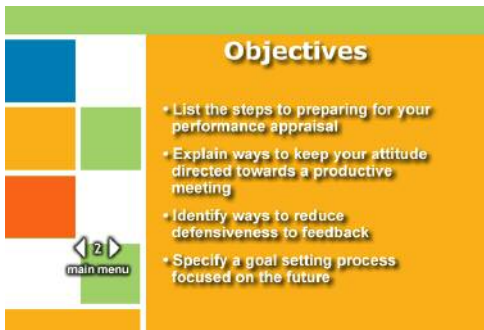 Objectives
• List the steps to preparing for your
performance appraisal
• Explain ways to keep your attitude
directed towards a productive
meeting
• Identify ways to reduce
defensiveness to feedback
• Specify a goal setting process
focused on the future
2
main menu